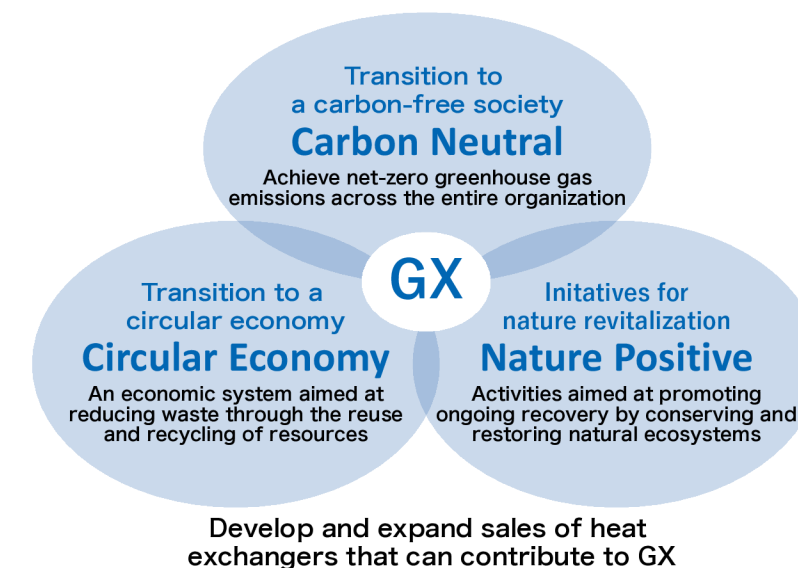 Transition to
a carbon-free society
Carbon Neutral
Achieve net-zero greenhouse gas
emissions across the entire organization
GX
Transition to a
circular economy
Circular Economy
An economic system aimed at
reducing waste through the reuse
and recycling of resources
Initatives for
nature revitalization
Nature Positive
Activities aimed at promoting
ongoing recovery by conserving and
restoring natural ecosystems
Develop and expand sales of heat
exchangers that can contribute to GX